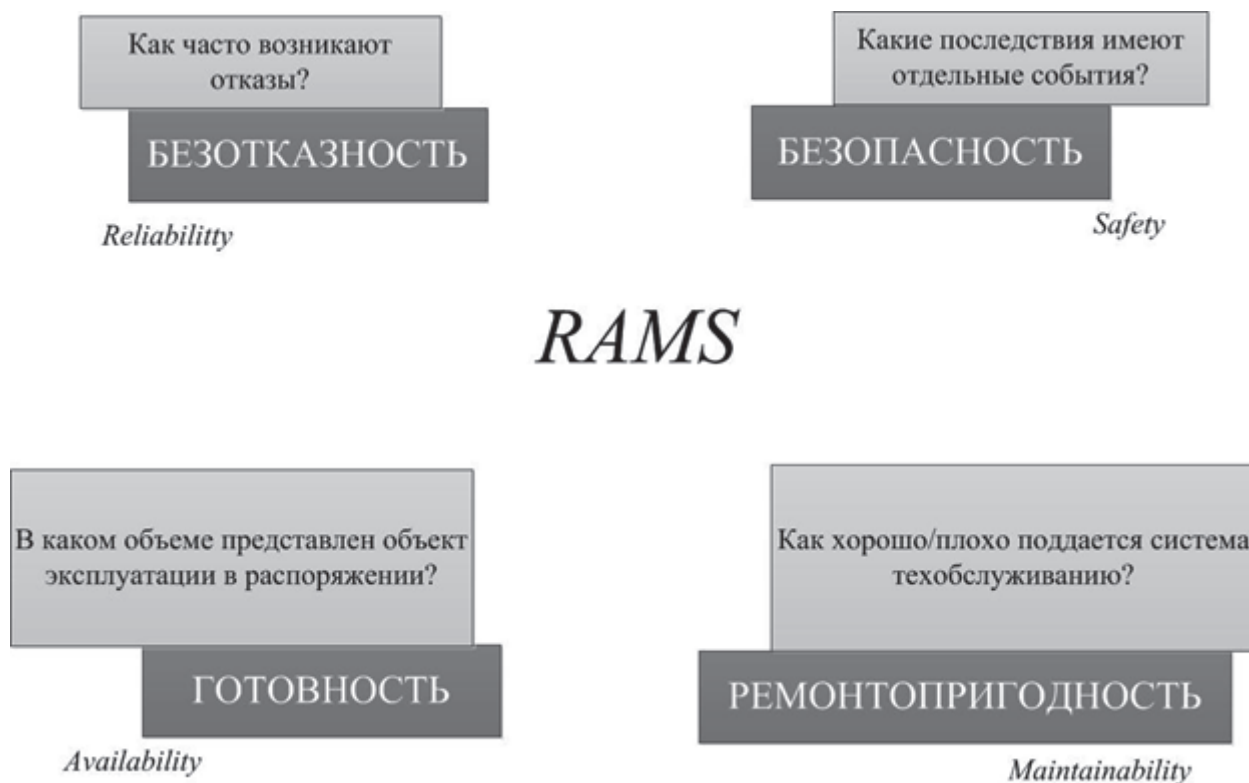 Как часто возникают
отказы?
БЕЗОТКАЗНОСТЬ
Reliabilitty
Какие последствия имеют
отдельные события?
БЕЗОПАСНОСТЬ
Safety
RAMS
В каком объеме представлен объект
эксплуатации в распоряжении?
ГОТОВНОСТЬ
Availability
Как хорошо/плохо поддается система
техобслуживанию?
РЕМОНТОПРИГОДНОСТЬ
Maintainability